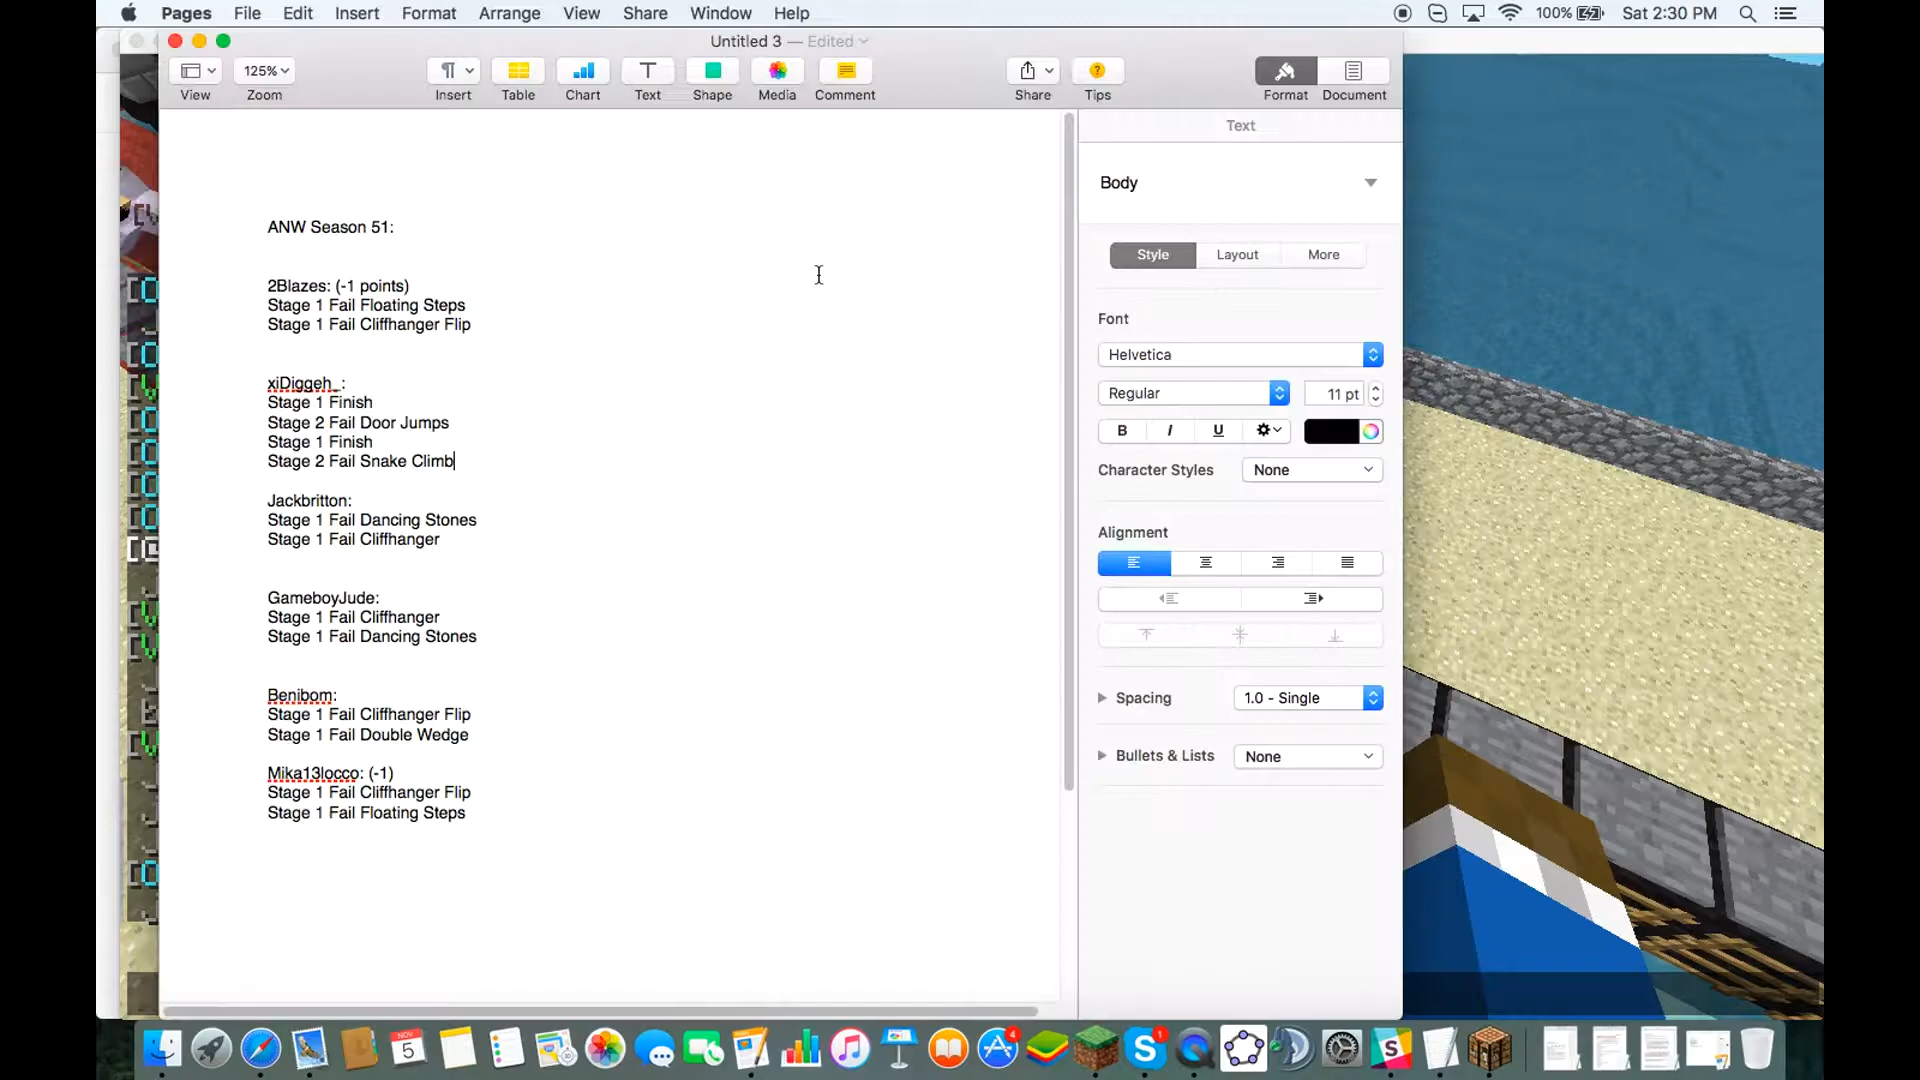 Pages File Edit Insert Format Arrange View Share Window Help 100% Sat 2:30 PM
Untitled 3 — Edited
125%
View Zoom Insert Table Chart Text Shape Media Comment Share Tips Format Document
Text
Body
Style Layout More
Font
Helvetica
Regular 11 pt
B I U
Character Styles None
Alignment
Spacing 1.0 - Single
Bullets & Lists None
ANW Season 51:
2Blazes: (-1 points)
Stage 1 Fail Floating Steps
Stage 1 Fail Cliffhanger Flip
xiDiggeh_:
Stage 1 Finish
Stage 2 Fail Door Jumps
Stage 1 Finish
Stage 2 Fail Snake Climb
Jackbritton:
Stage 1 Fail Dancing Stones
Stage 1 Fail Cliffhanger
GameboyJude:
Stage 1 Fail Cliffhanger
Stage 1 Fail Dancing Stones
Benibom:
Stage 1 Fail Cliffhanger Flip
Stage 1 Fail Double Wedge
Mika13locco: (-1)
Stage 1 Fail Cliffhanger Flip
Stage 1 Fail Floating Steps
NOV
5
4
1